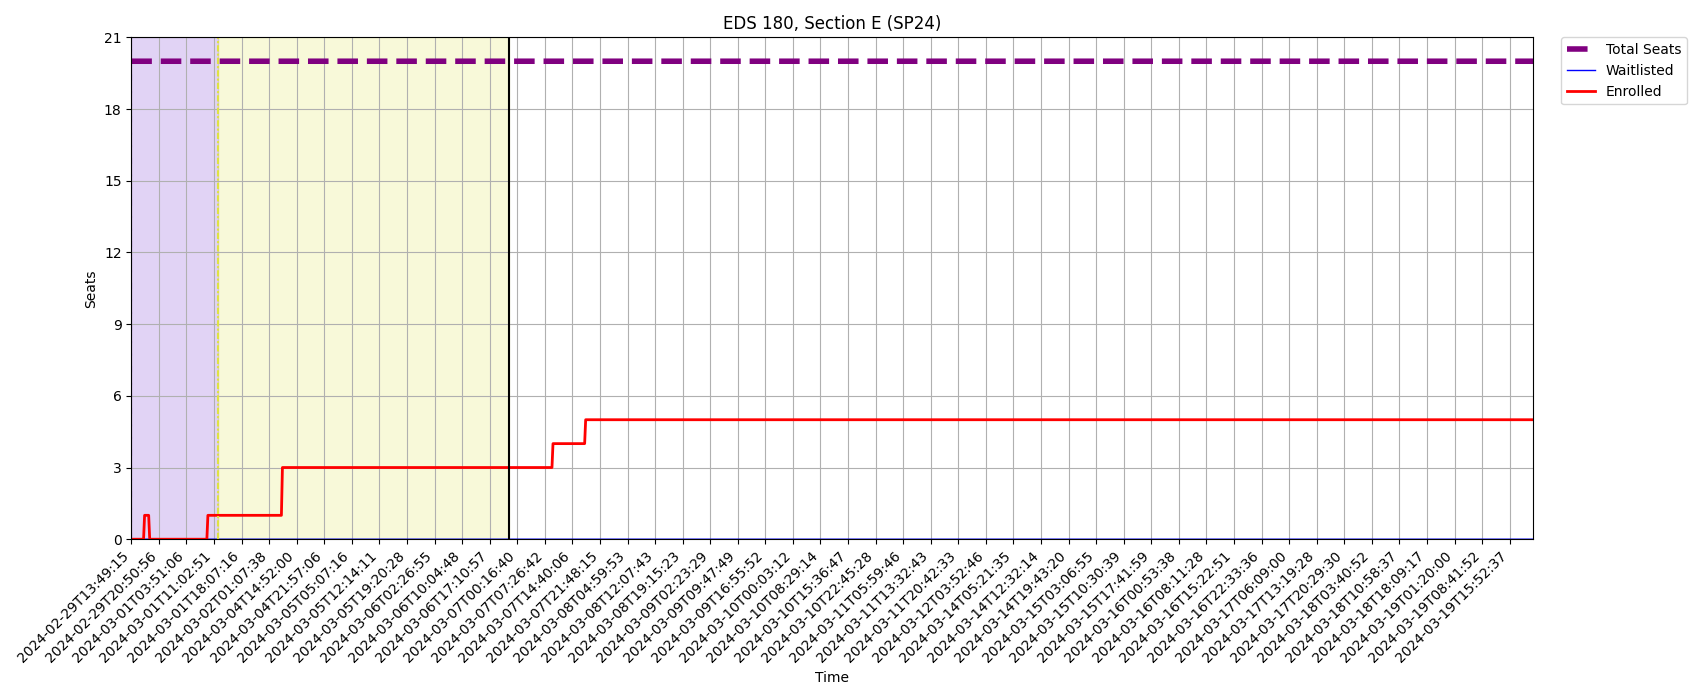 EDS 180, Section E (SP24)
Total Seats
Waitlisted
Enrolled
Seats
21
18
15
12
9
6
3
0
2024-02-29T13:49:15
2024-02-29T20:50:56
2024-03-01T03:51:06
2024-03-01T11:02:51
2024-03-01T18:07:16
2024-03-02T01:07:38
2024-03-04T14:52:00
2024-03-04T21:57:06
2024-03-05T05:07:16
2024-03-05T12:14:11
2024-03-05T19:20:28
2024-03-06T02:26:55
2024-03-06T10:04:48
2024-03-06T17:10:57
2024-03-07T00:16:40
2024-03-07T07:26:42
2024-03-07T14:40:06
2024-03-07T21:48:15
2024-03-08T04:59:53
2024-03-08T12:07:43
2024-03-08T19:15:23
2024-03-09T02:23:29
2024-03-09T09:47:49
2024-03-09T16:55:52
2024-03-10T00:03:12
2024-03-10T08:29:14
2024-03-10T15:36:47
2024-03-10T22:45:28
2024-03-11T05:59:46
2024-03-11T13:32:43
2024-03-11T20:42:33
2024-03-12T03:52:46
2024-03-14T05:21:35
2024-03-14T12:32:14
2024-03-14T19:43:20
2024-03-15T03:06:55
2024-03-15T10:30:39
2024-03-15T17:41:59
2024-03-16T00:53:38
2024-03-16T08:11:28
2024-03-16T15:22:51
2024-03-16T22:33:36
2024-03-17T06:09:00
2024-03-17T13:19:28
2024-03-17T20:29:30
2024-03-18T03:40:52
2024-03-18T10:58:37
2024-03-18T18:09:17
2024-03-19T01:20:00
2024-03-19T08:41:52
2024-03-19T15:52:37
Time